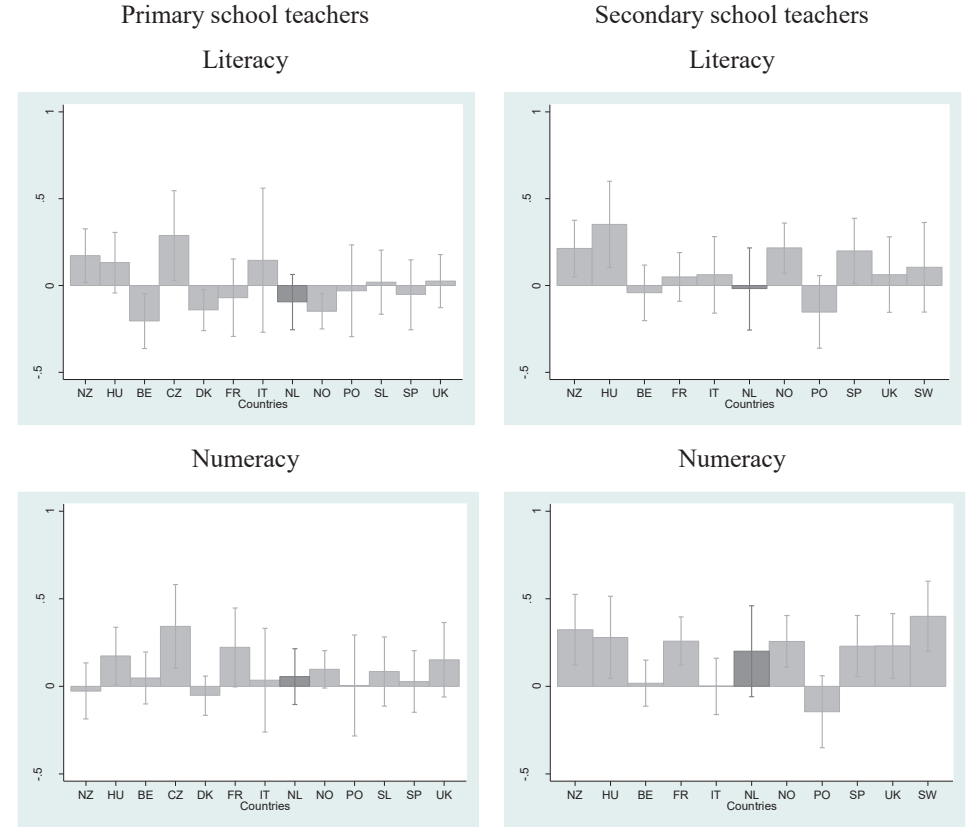 Primary school teachers
Secondary school teachers
Literacy
Literacy
1
.5
0
-.5
NZ HU BE CZ DK FR IT NL NO PO SL SP UK
Countries
1
.5
0
-.5
NZ HU BE FR IT NL NO PO SP UK SW
Countries
Numeracy
Numeracy
1
.5
0
-.5
NZ HU BE CZ DK FR IT NL NO PO SL SP UK
Countries
1
.5
0
-.5
NZ HU BE FR IT NL NO PO SP UK SW
Countries